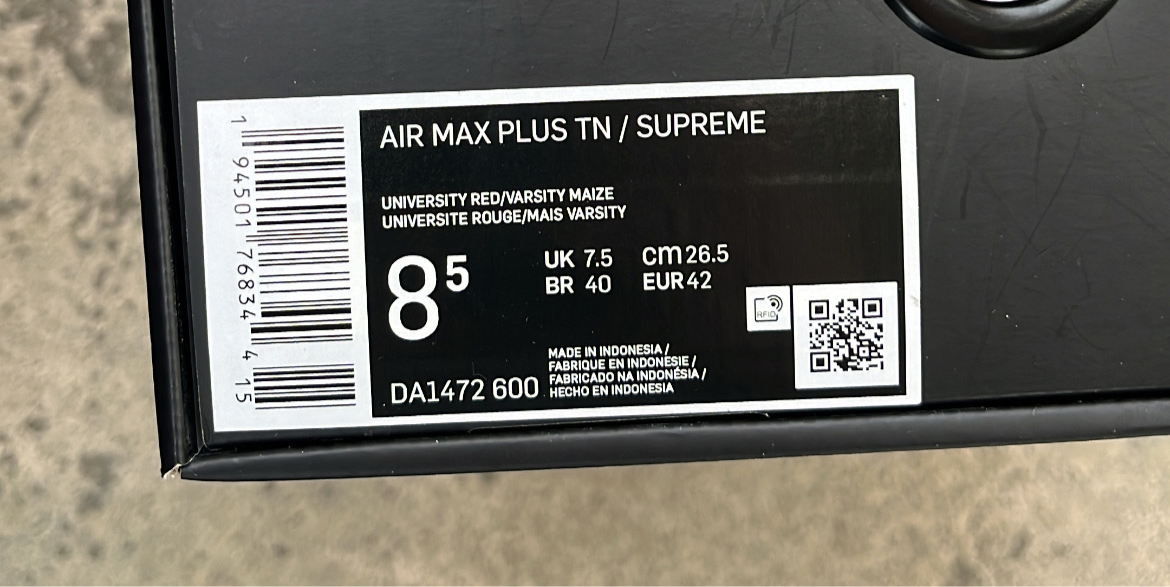 AIR MAX PLUS TN / SUPREME
UNIVERSITY RED/VARSITY MAIZE
UNIVERSITE ROUGE/MAIS VARSITY
8⁵
UK 7.5 cm 26.5
BR 40 EUR 42
RFID
MADE IN INDONESIA /
FABRIQUE EN INDONESIE /
FABRICADO NA INDONÉSIA /
HECHO EN INDONESIA
DA1472 600
1 94501 76834 4 15